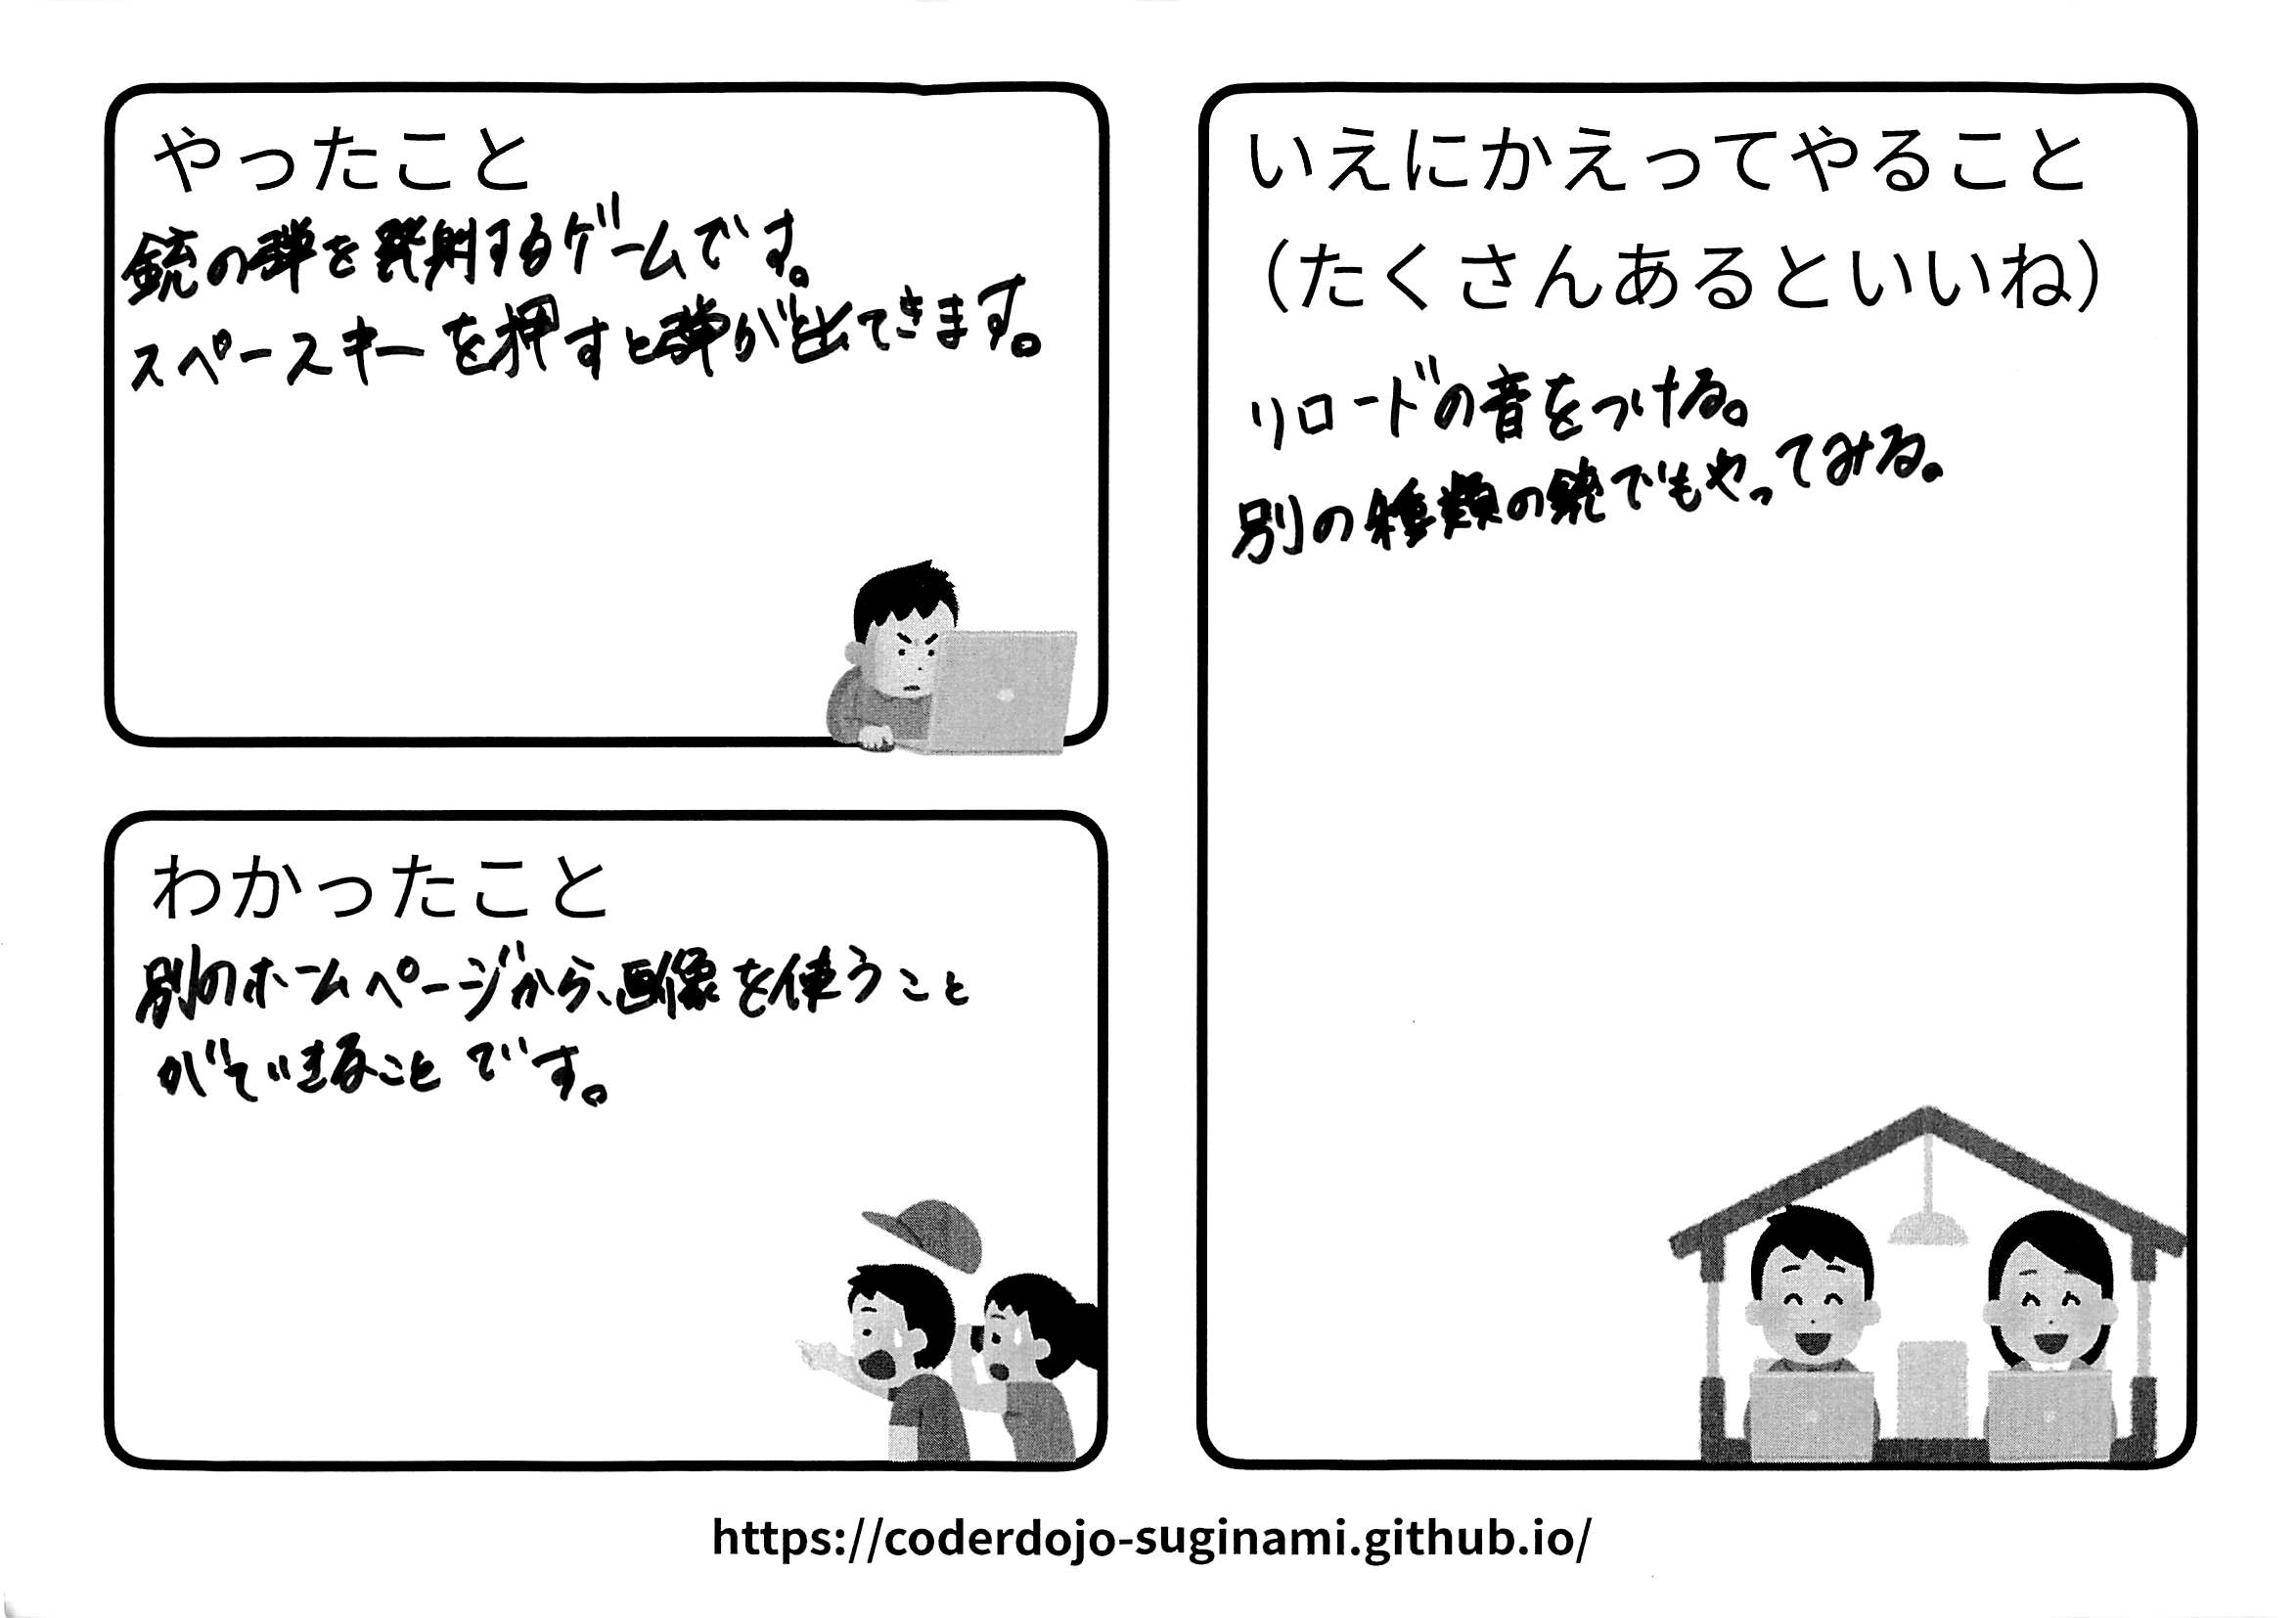 やったこと
銃の弾を発射するゲームです。
スペースキーを押すと弾が出てきます。
わかったこと
別のホームページから、画像を使うこと
ができることです。
いえにかえってやること
（たくさんあるといいね）
リロードの音をつける。
別の種類の銃でもやってみる。
https://coderdojo-suginami.github.io/